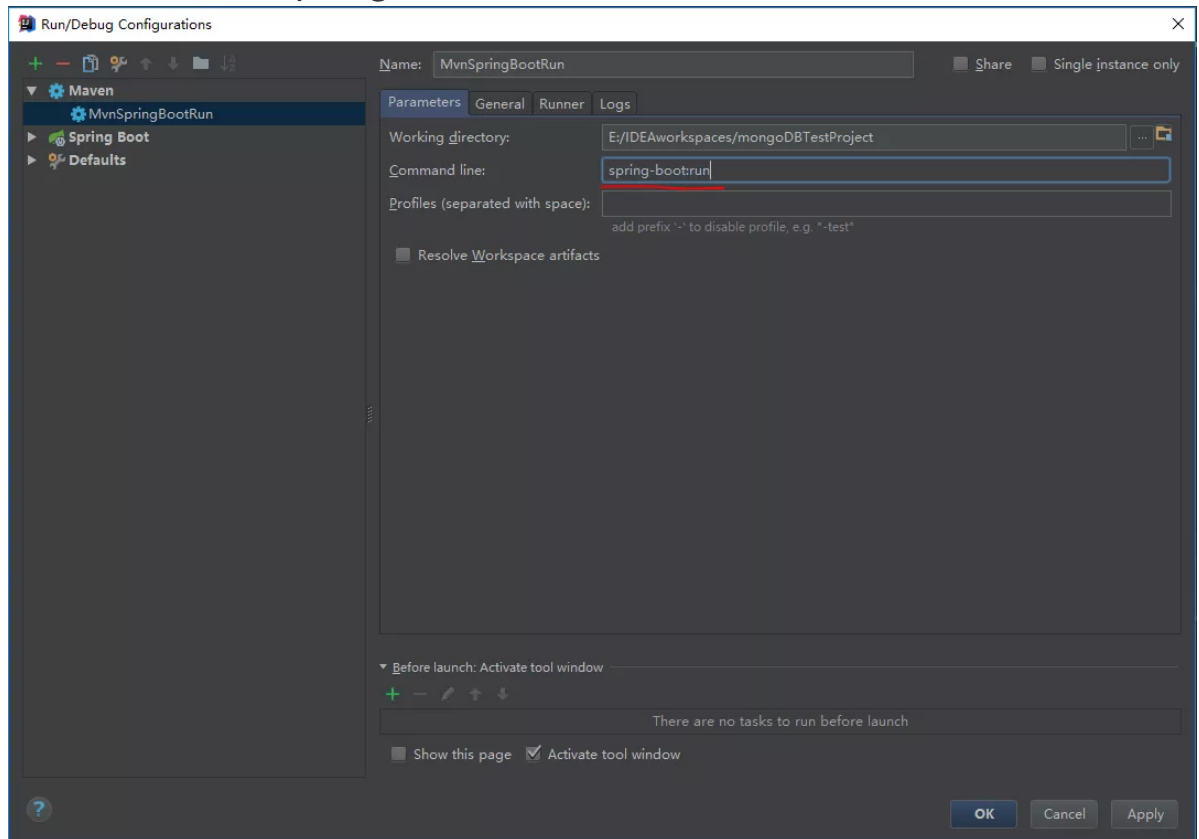 Run/Debug Configurations
Name: MvnSpringBootRun Share Single instance only
Maven
MvnSpringBootRun
Spring Boot
Defaults
Parameters General Runner Logs
Working directory: E:/IDEAworkspaces/mongoDBTestProject ...
Command line: spring-boot:run
Profiles (separated with space):
add prefix '-' to disable profile, e.g. "-test"
Resolve Workspace artifacts
Before launch: Activate tool window
There are no tasks to run before launch
Show this page Activate tool window
?
OK Cancel Apply